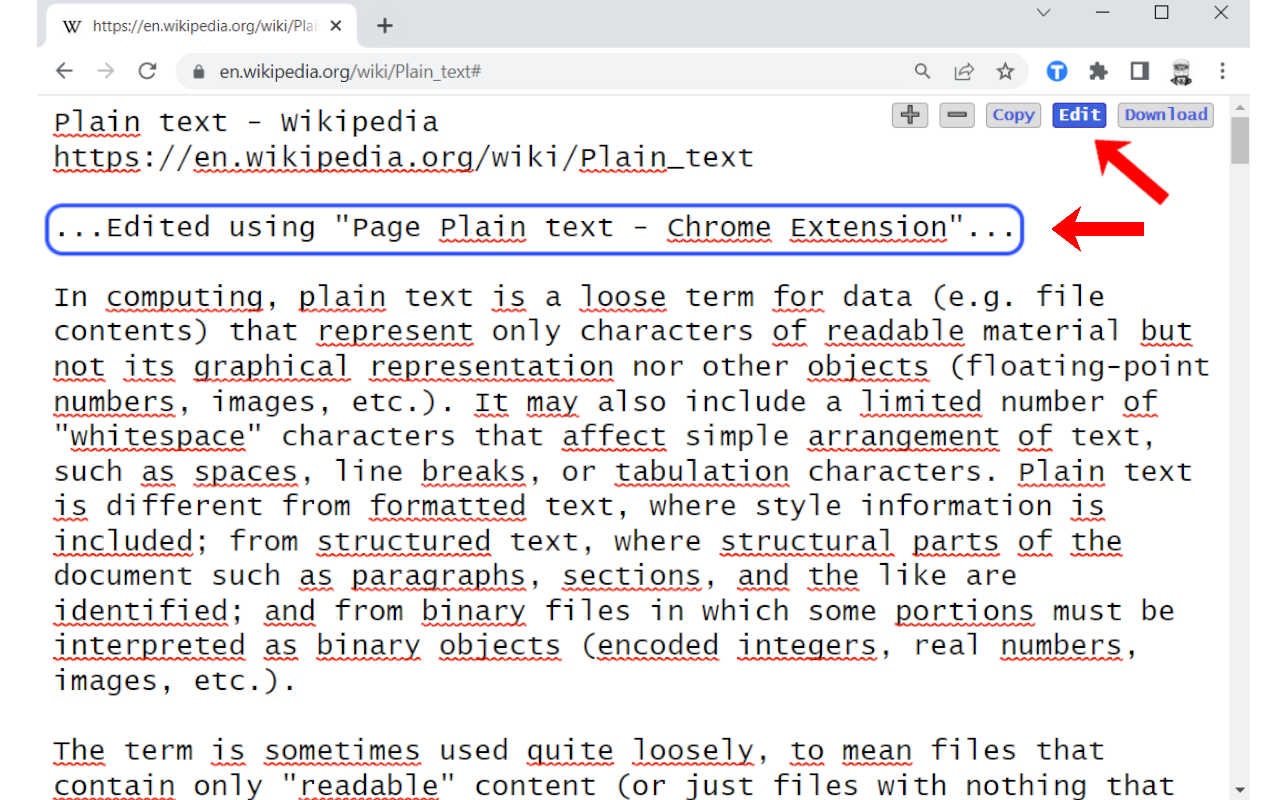 https://en.wikipedia.org/wiki/Plai
en.wikipedia.org/wiki/Plain_text#
+ − Copy Edit Download
Plain text - Wikipedia
https://en.wikipedia.org/wiki/Plain_text
...Edited using "Page Plain text - Chrome Extension"...
In computing, plain text is a loose term for data (e.g. file
contents) that represent only characters of readable material but
not its graphical representation nor other objects (floating-point
numbers, images, etc.). It may also include a limited number of
"whitespace" characters that affect simple arrangement of text,
such as spaces, line breaks, or tabulation characters. Plain text
is different from formatted text, where style information is
included; from structured text, where structural parts of the
document such as paragraphs, sections, and the like are
identified; and from binary files in which some portions must be
interpreted as binary objects (encoded integers, real numbers,
images, etc.).
The term is sometimes used quite loosely, to mean files that
contain only "readable" content (or just files with nothing that